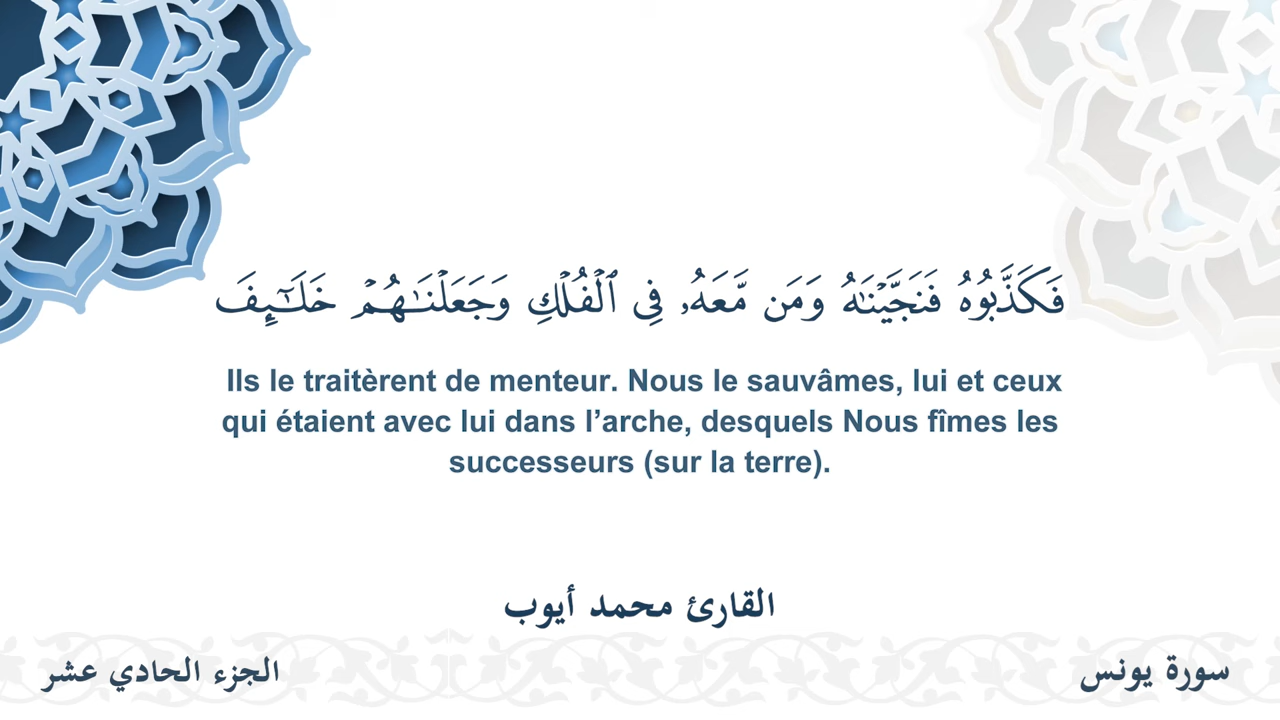 فَكَذَّبُوهُ فَنَجَّيْنَٰهُ وَمَن مَّعَهُۥ فِى ٱلْفُلْكِ وَجَعَلْنَٰهُمْ خَلَٰٓئِفَ
Ils le traitèrent de menteur. Nous le sauvâmes, lui et ceux
qui étaient avec lui dans l’arche, desquels Nous fîmes les
successeurs (sur la terre).
القارئ محمد أيوب
سورة يونس
الجزء الحادي عشر